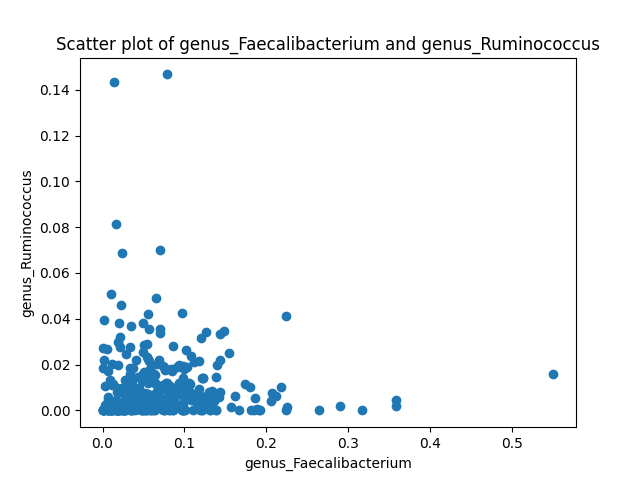 Scatter plot of genus_Faecalibacterium and genus_Ruminococcus
genus_Ruminococcus
0.14
0.12
0.10
0.08
0.06
0.04
0.02
0.00
0.0 0.1 0.2 0.3 0.4 0.5
genus_Faecalibacterium